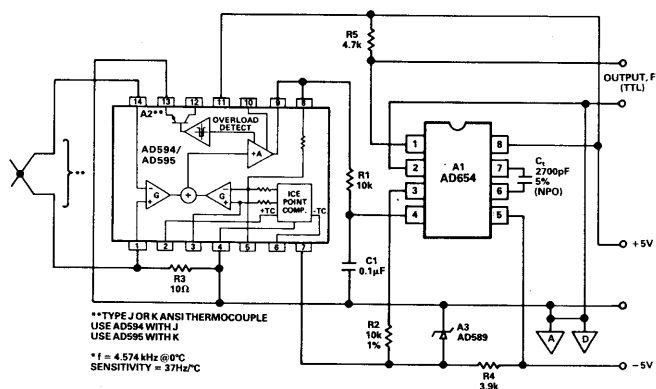 R5
4.7k
OUTPUT, F
(TTL)
14
13
12
11
10
9
8
A2**
OVERLOAD
DETECT
+A
AD594/
AD595
G
+
G
ICE
POINT
COMP.
+TC
-TC
1
2
3
4
5
6
7
R1
10k
1
2
3
4
A1
AD654
8
7
6
5
Ct
2700pF
5%
(NPO)
+5V
R3
10Ω
C1
0.1μF
R2
10k
1%
A3
AD589
A
D
R4
3.9k
-5V
**TYPE J OR K ANSI THERMOCOUPLE
USE AD594 WITH J
USE AD595 WITH K
*f = 4.574 kHz @0°C
SENSITIVITY = 37Hz/°C